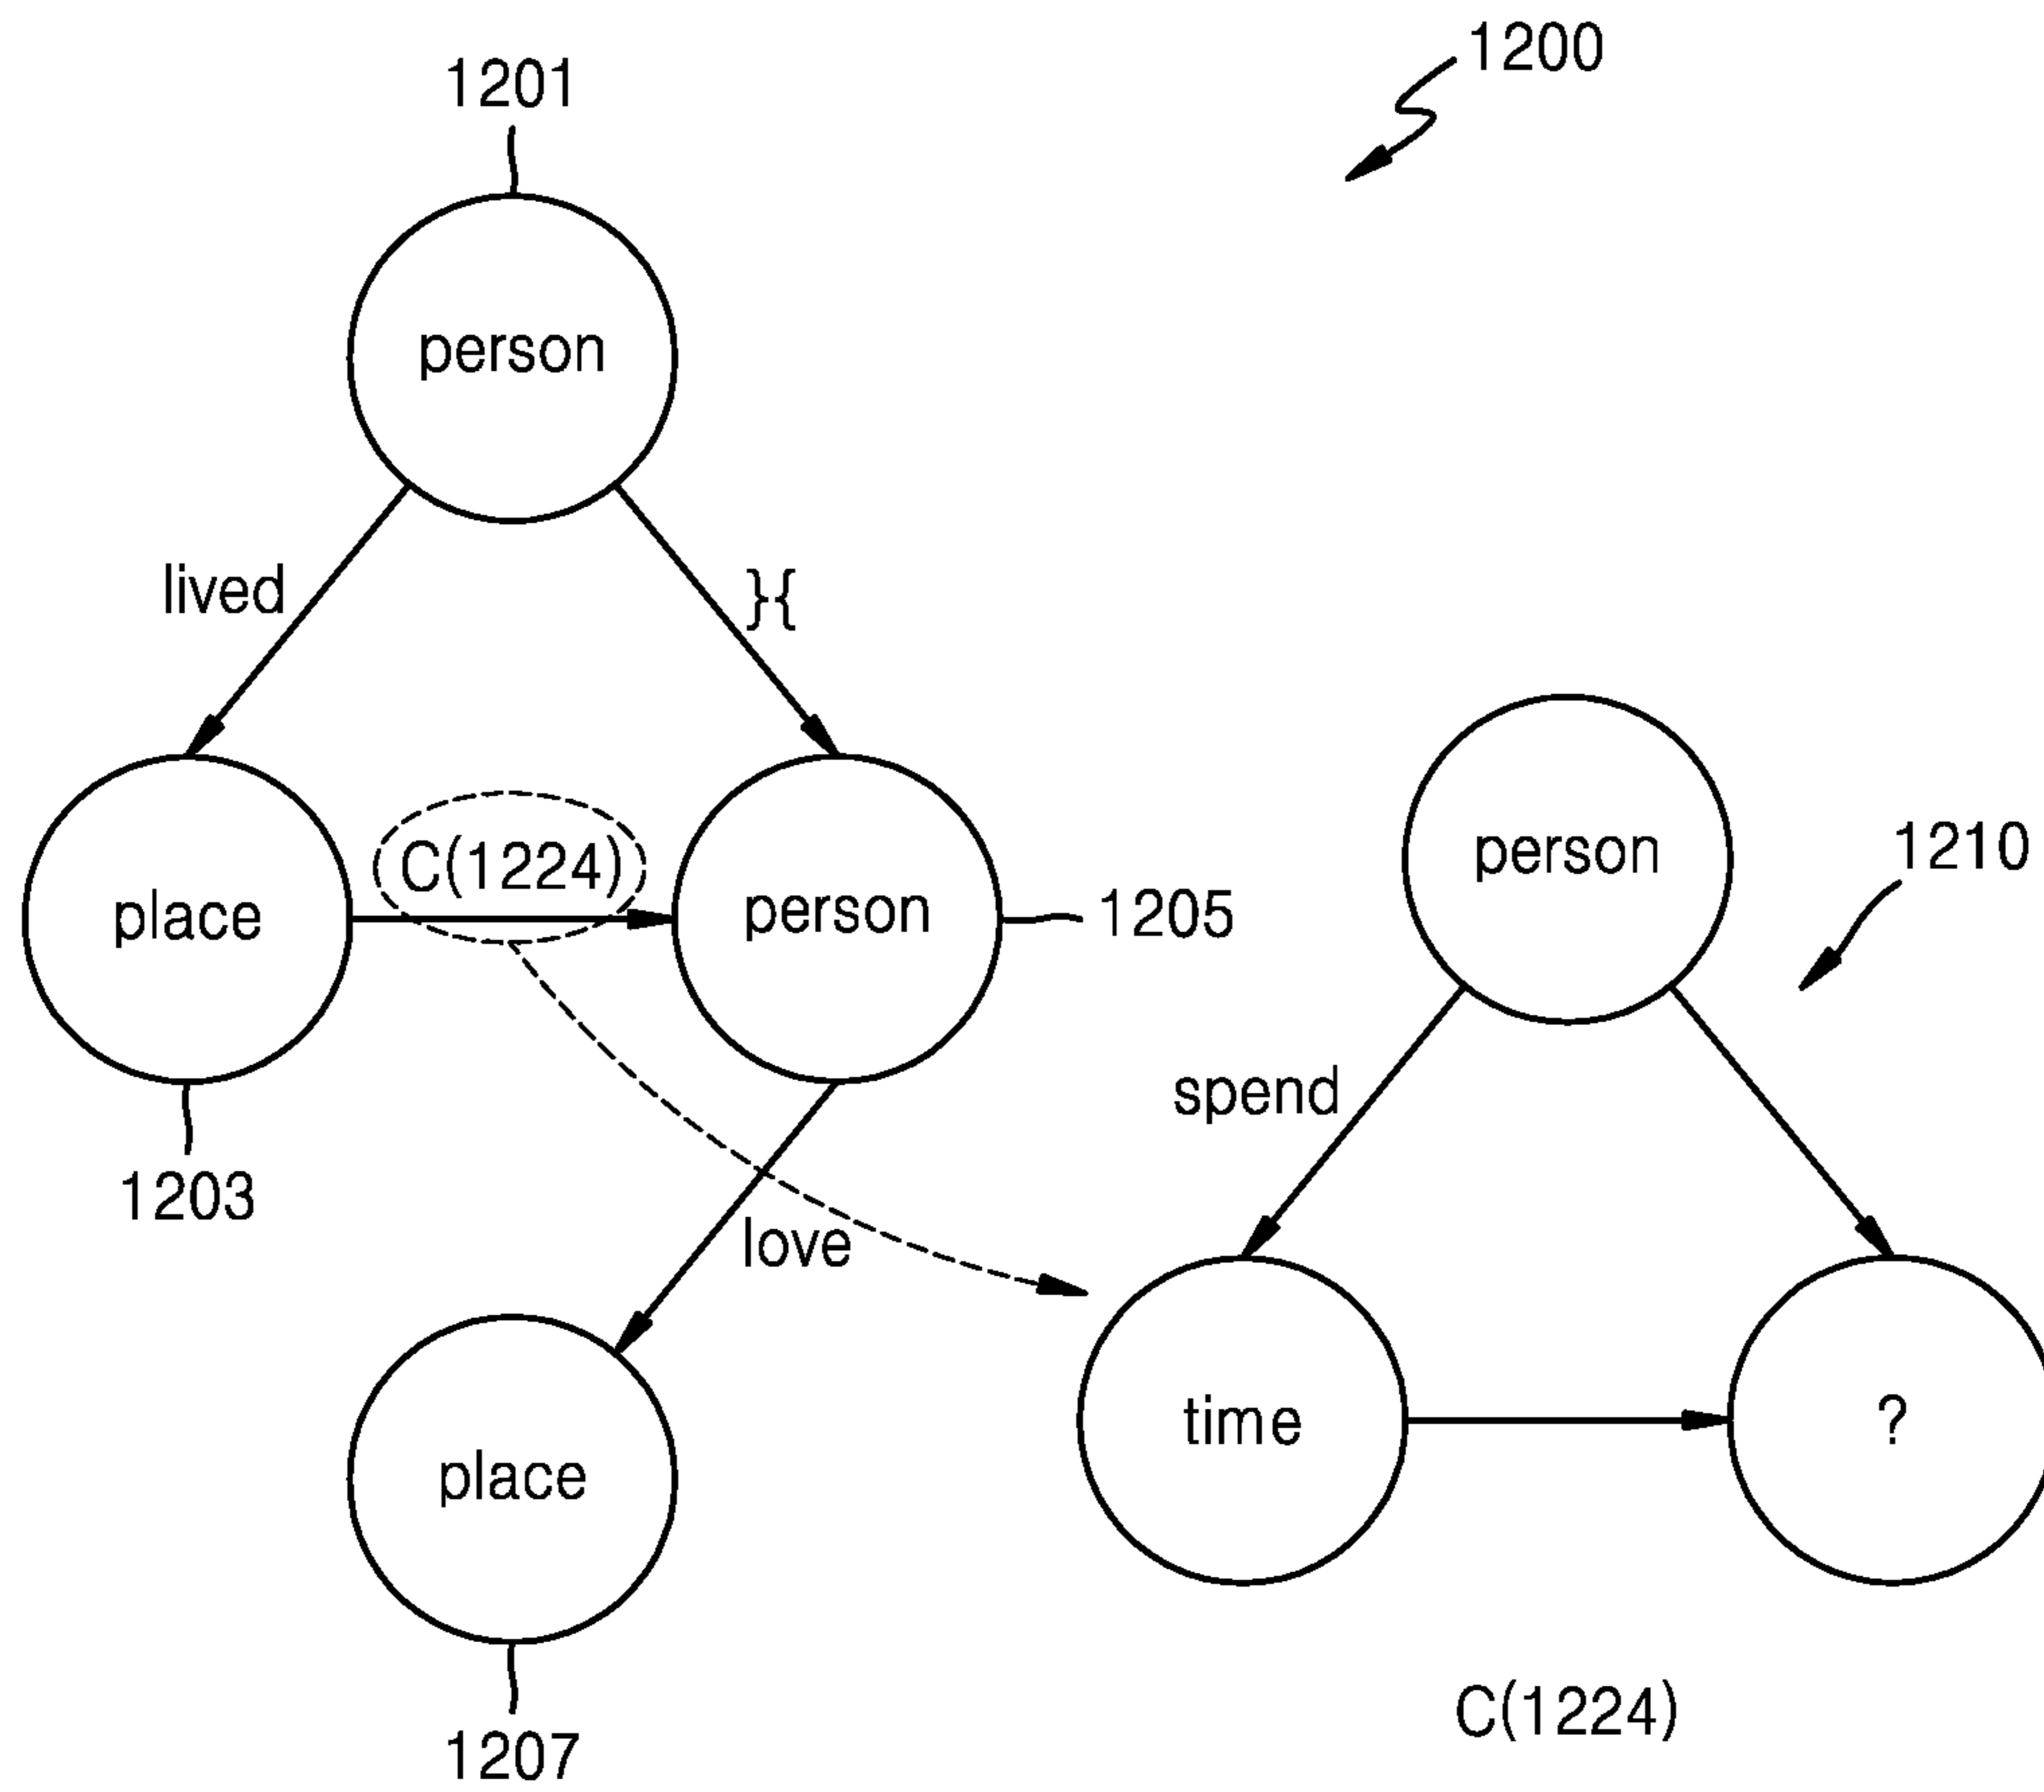 1200
1201
person
lived
}{
place
C(1224)
person
1205
1203
love
place
1207
person
1210
spend
time
?
C(1224)